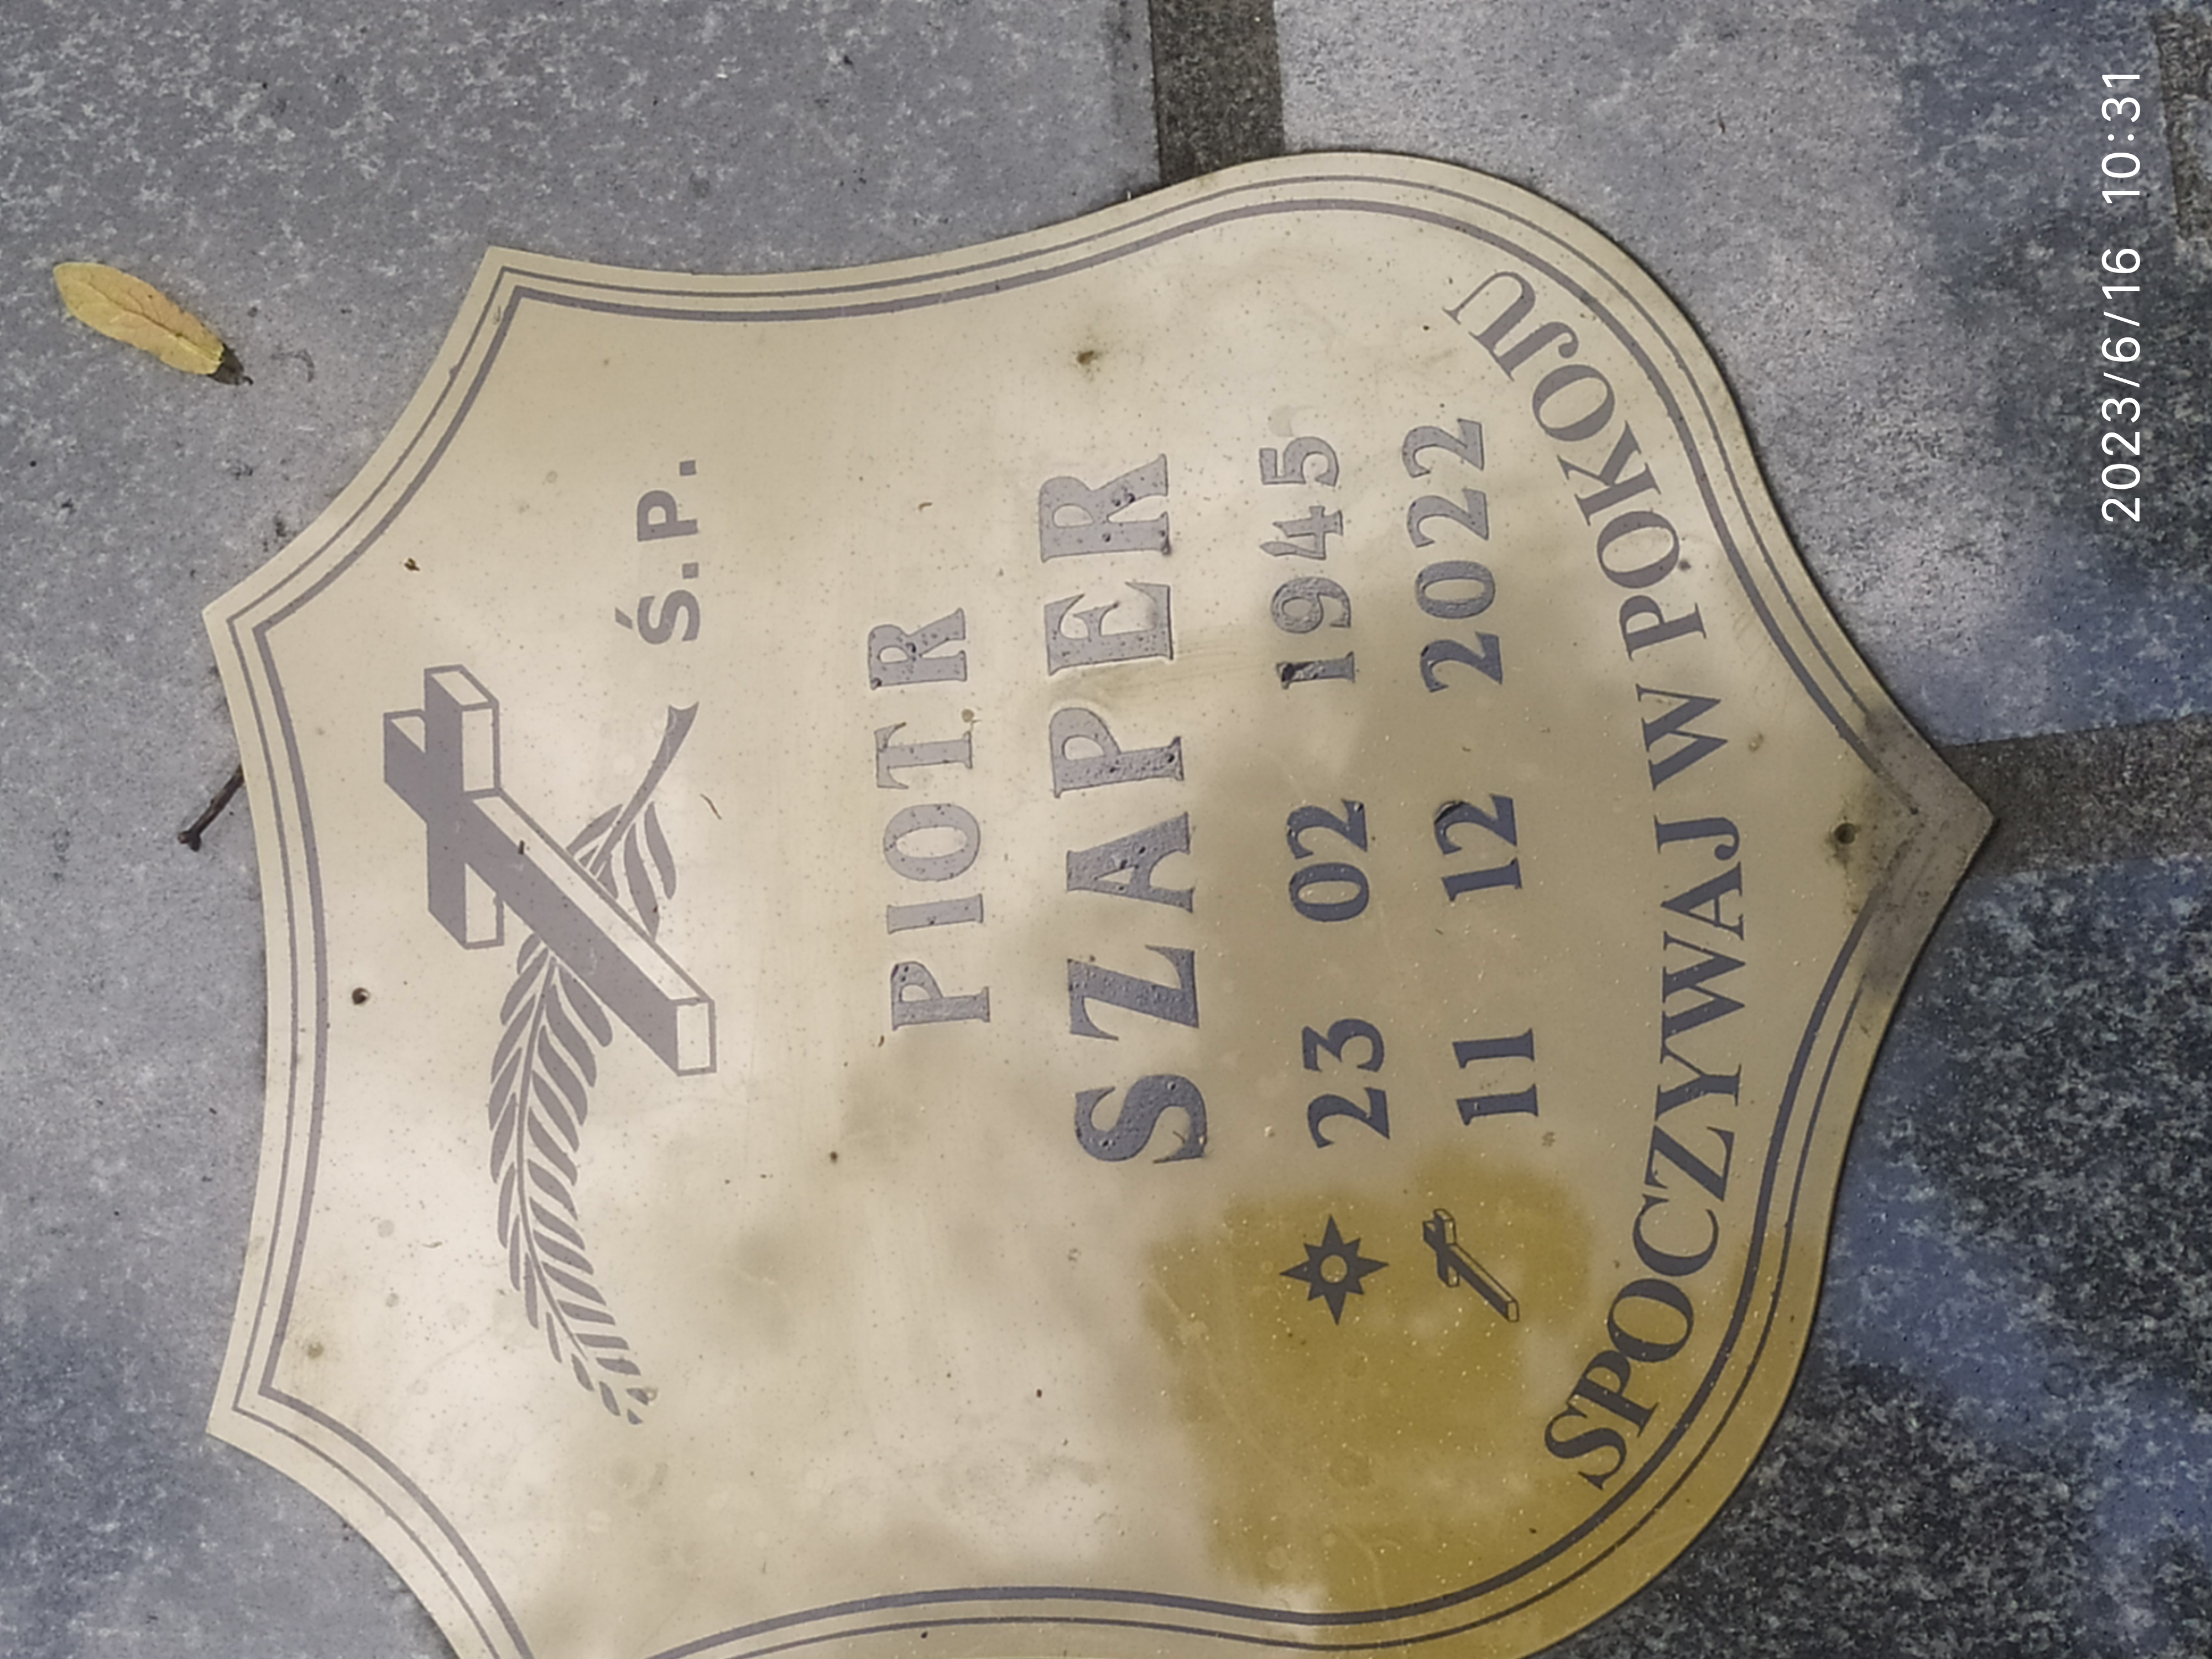 Ś.P.
PIOTR
SZAPER
23 02 1945
11 12 2022
SPOCZYWAJ W POKOJU
2023/6/16 10:31